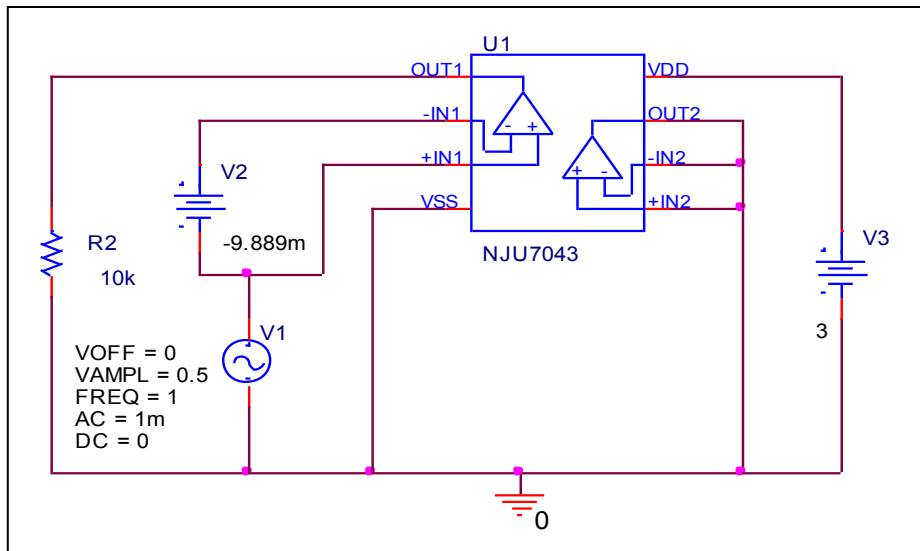 U1
OUT1
VDD
-IN1
OUT2
- +
+IN1
-IN2
+ -
V2
VSS
+IN2
-9.889m
NJU7043
V3
R2
10k
3
V1
VOFF = 0
VAMPL = 0.5
FREQ = 1
AC = 1m
DC = 0
0